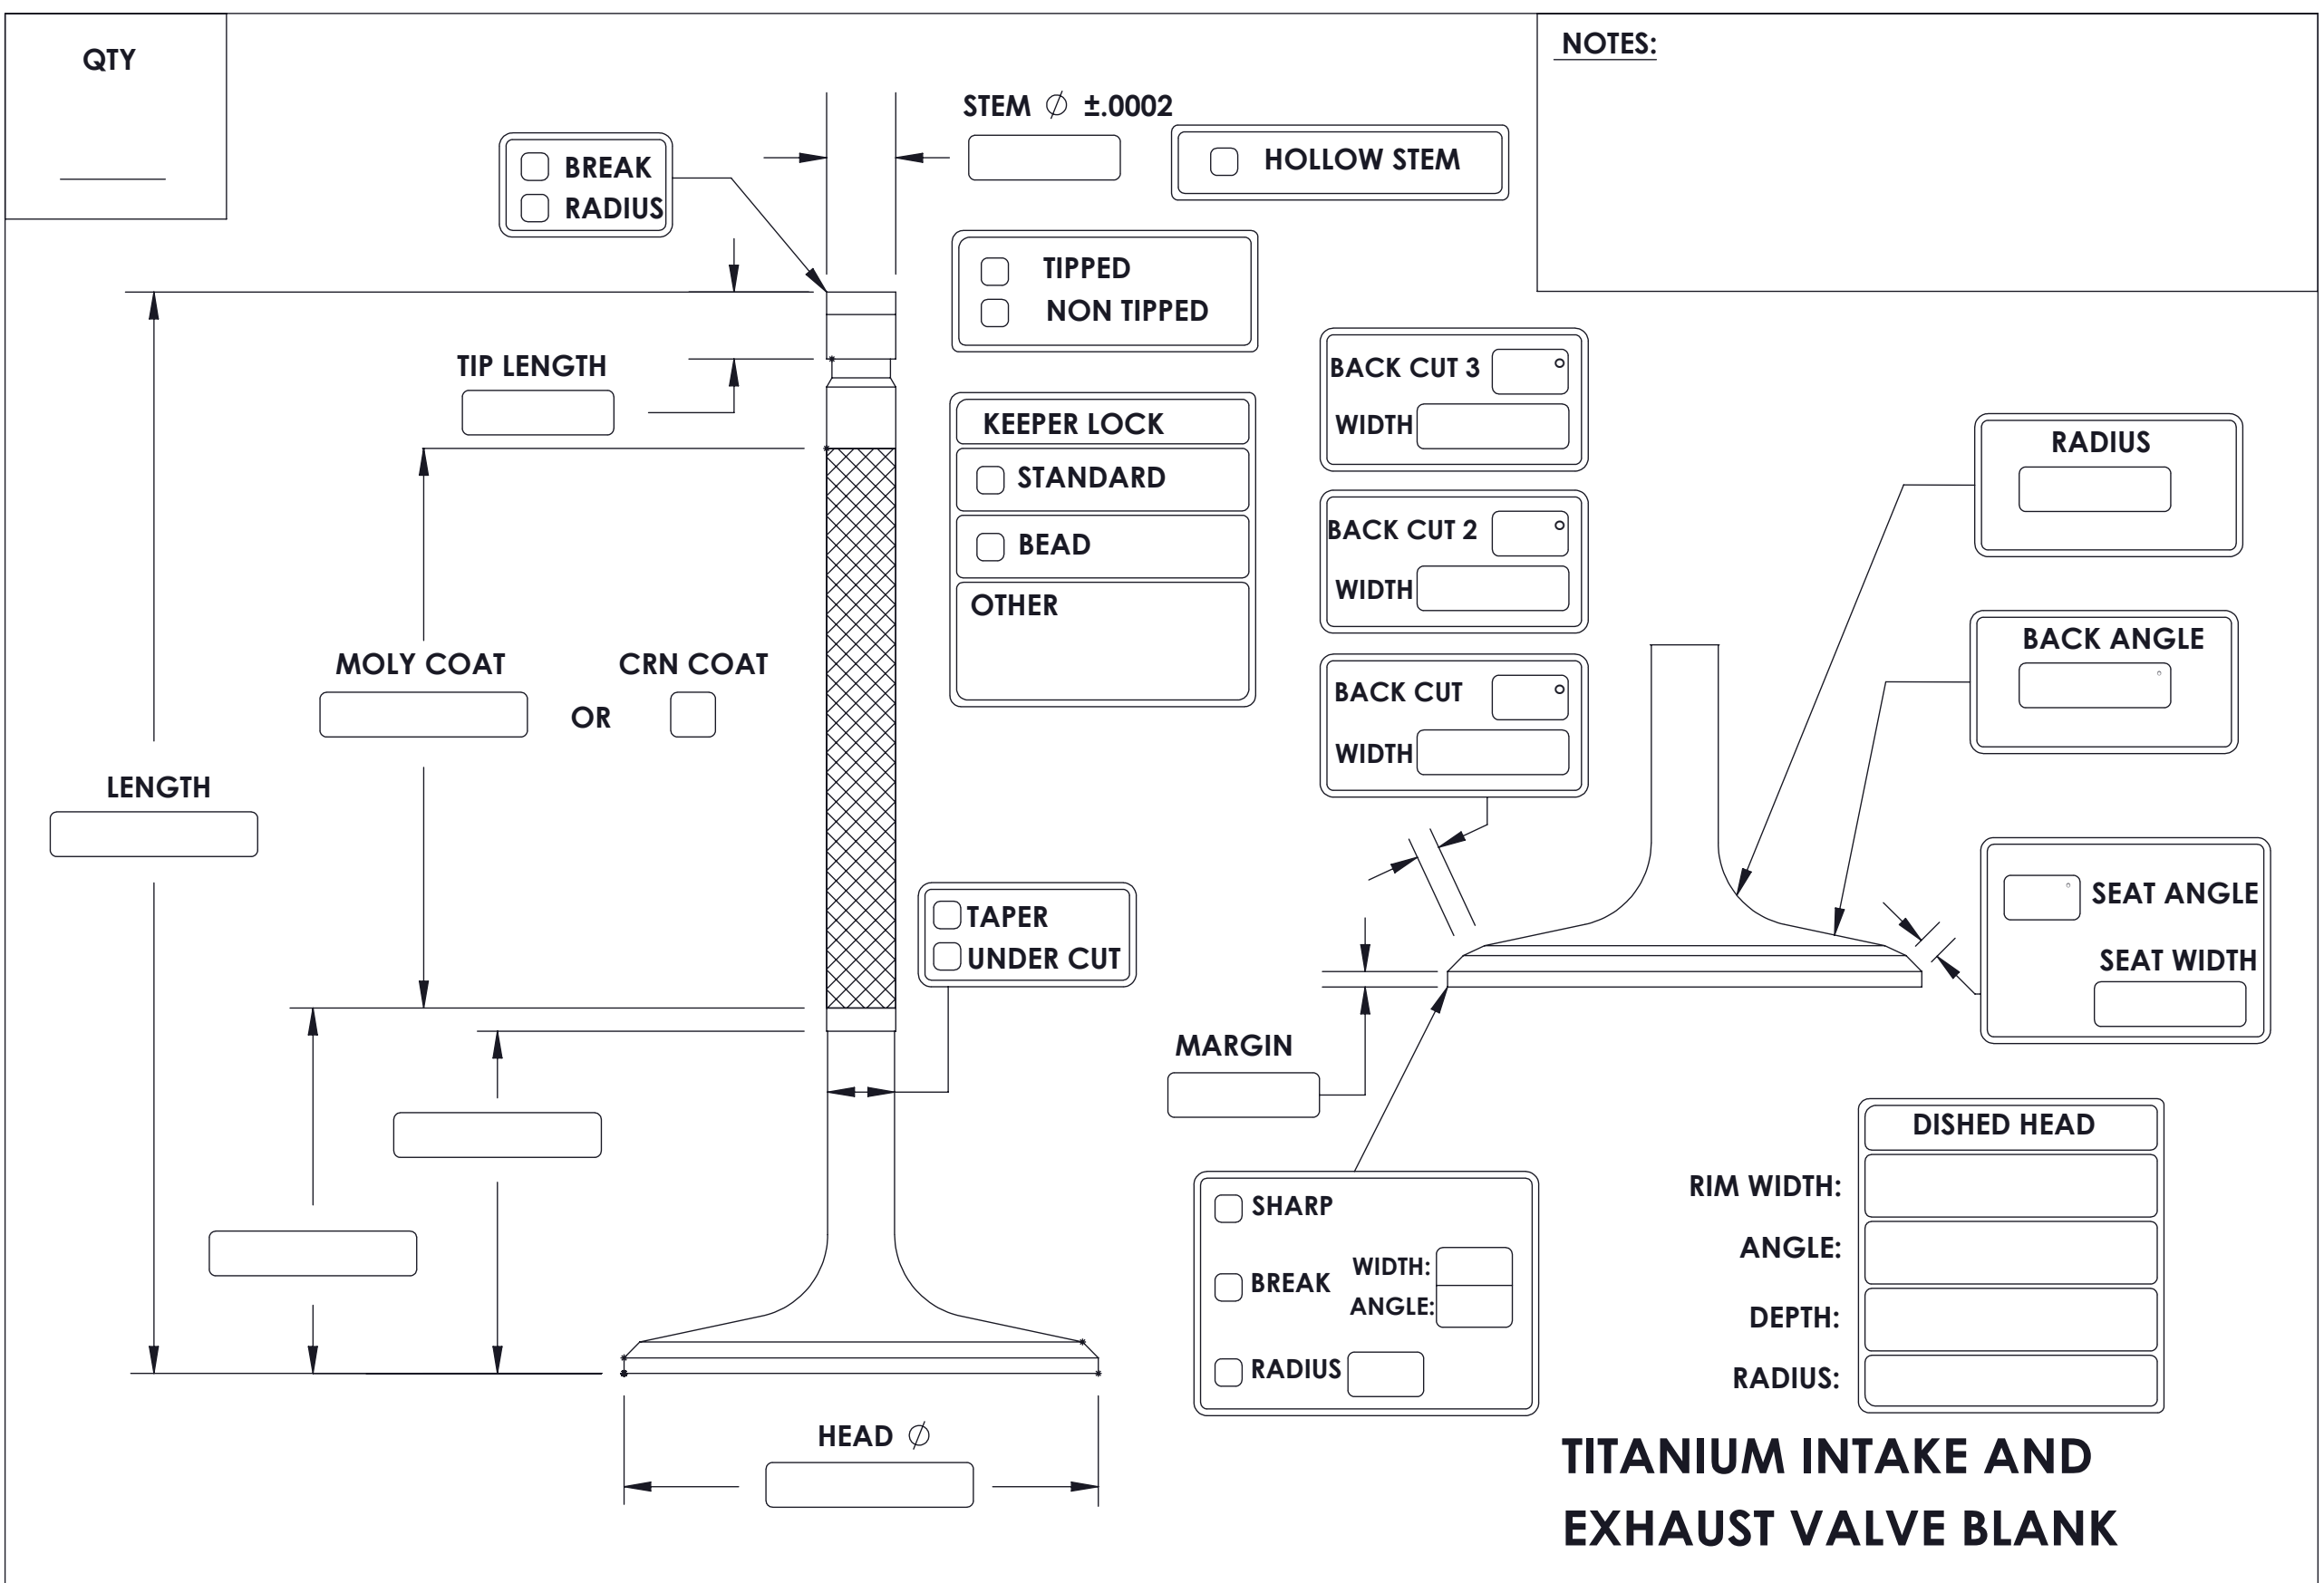 QTY
NOTES:
STEM ∅ ±.0002
BREAK
RADIUS
HOLLOW STEM
TIPPED
NON TIPPED
TIP LENGTH
KEEPER LOCK
STANDARD
BEAD
OTHER
BACK CUT 3 °
WIDTH
BACK CUT 2 °
WIDTH
BACK CUT °
WIDTH
RADIUS
BACK ANGLE
°
MOLY COAT
OR
CRN COAT
LENGTH
TAPER
UNDER CUT
° SEAT ANGLE
SEAT WIDTH
MARGIN
SHARP
BREAK
WIDTH:
ANGLE:
RADIUS
DISHED HEAD
RIM WIDTH:
ANGLE:
DEPTH:
RADIUS:
HEAD ∅
TITANIUM INTAKE AND
EXHAUST VALVE BLANK